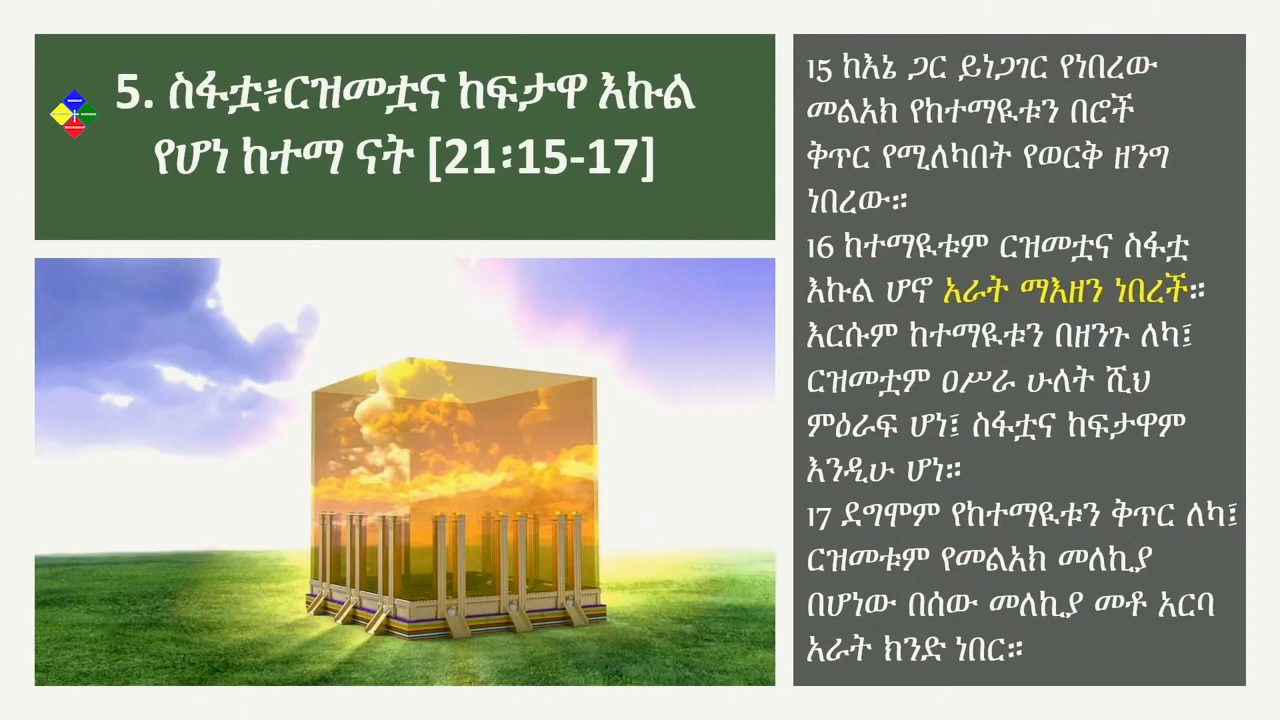 5. ስፋቷ፥ርዝመቷና ከፍታዋ እኩል
የሆነ ከተማ ናት [21፡15-17]
15 ከእኔ ጋር ይነጋገር የነበረው
መልአክ የከተማዪቱን በሮች
ቅጥር የሚለካበት የወርቅ ዘንግ
ነበረው።
16 ከተማዪቱም ርዝመቷና ስፋቷ
እኩል ሆኖ አራት ማእዘን ነበረች።
እርሱም ከተማዪቱን በዘንጉ ለካ፤
ርዝመቷም ዐሥራ ሁለት ሺህ
ምዕራፍ ሆነ፤ ስፋቷና ከፍታዋም
እንዲሁ ሆነ።
17 ደግሞም የከተማዪቱን ቅጥር ለካ፤
ርዝመቱም የመልአክ መለኪያ
በሆነው በሰው መለኪያ መቶ አርባ
አራት ክንድ ነበር።